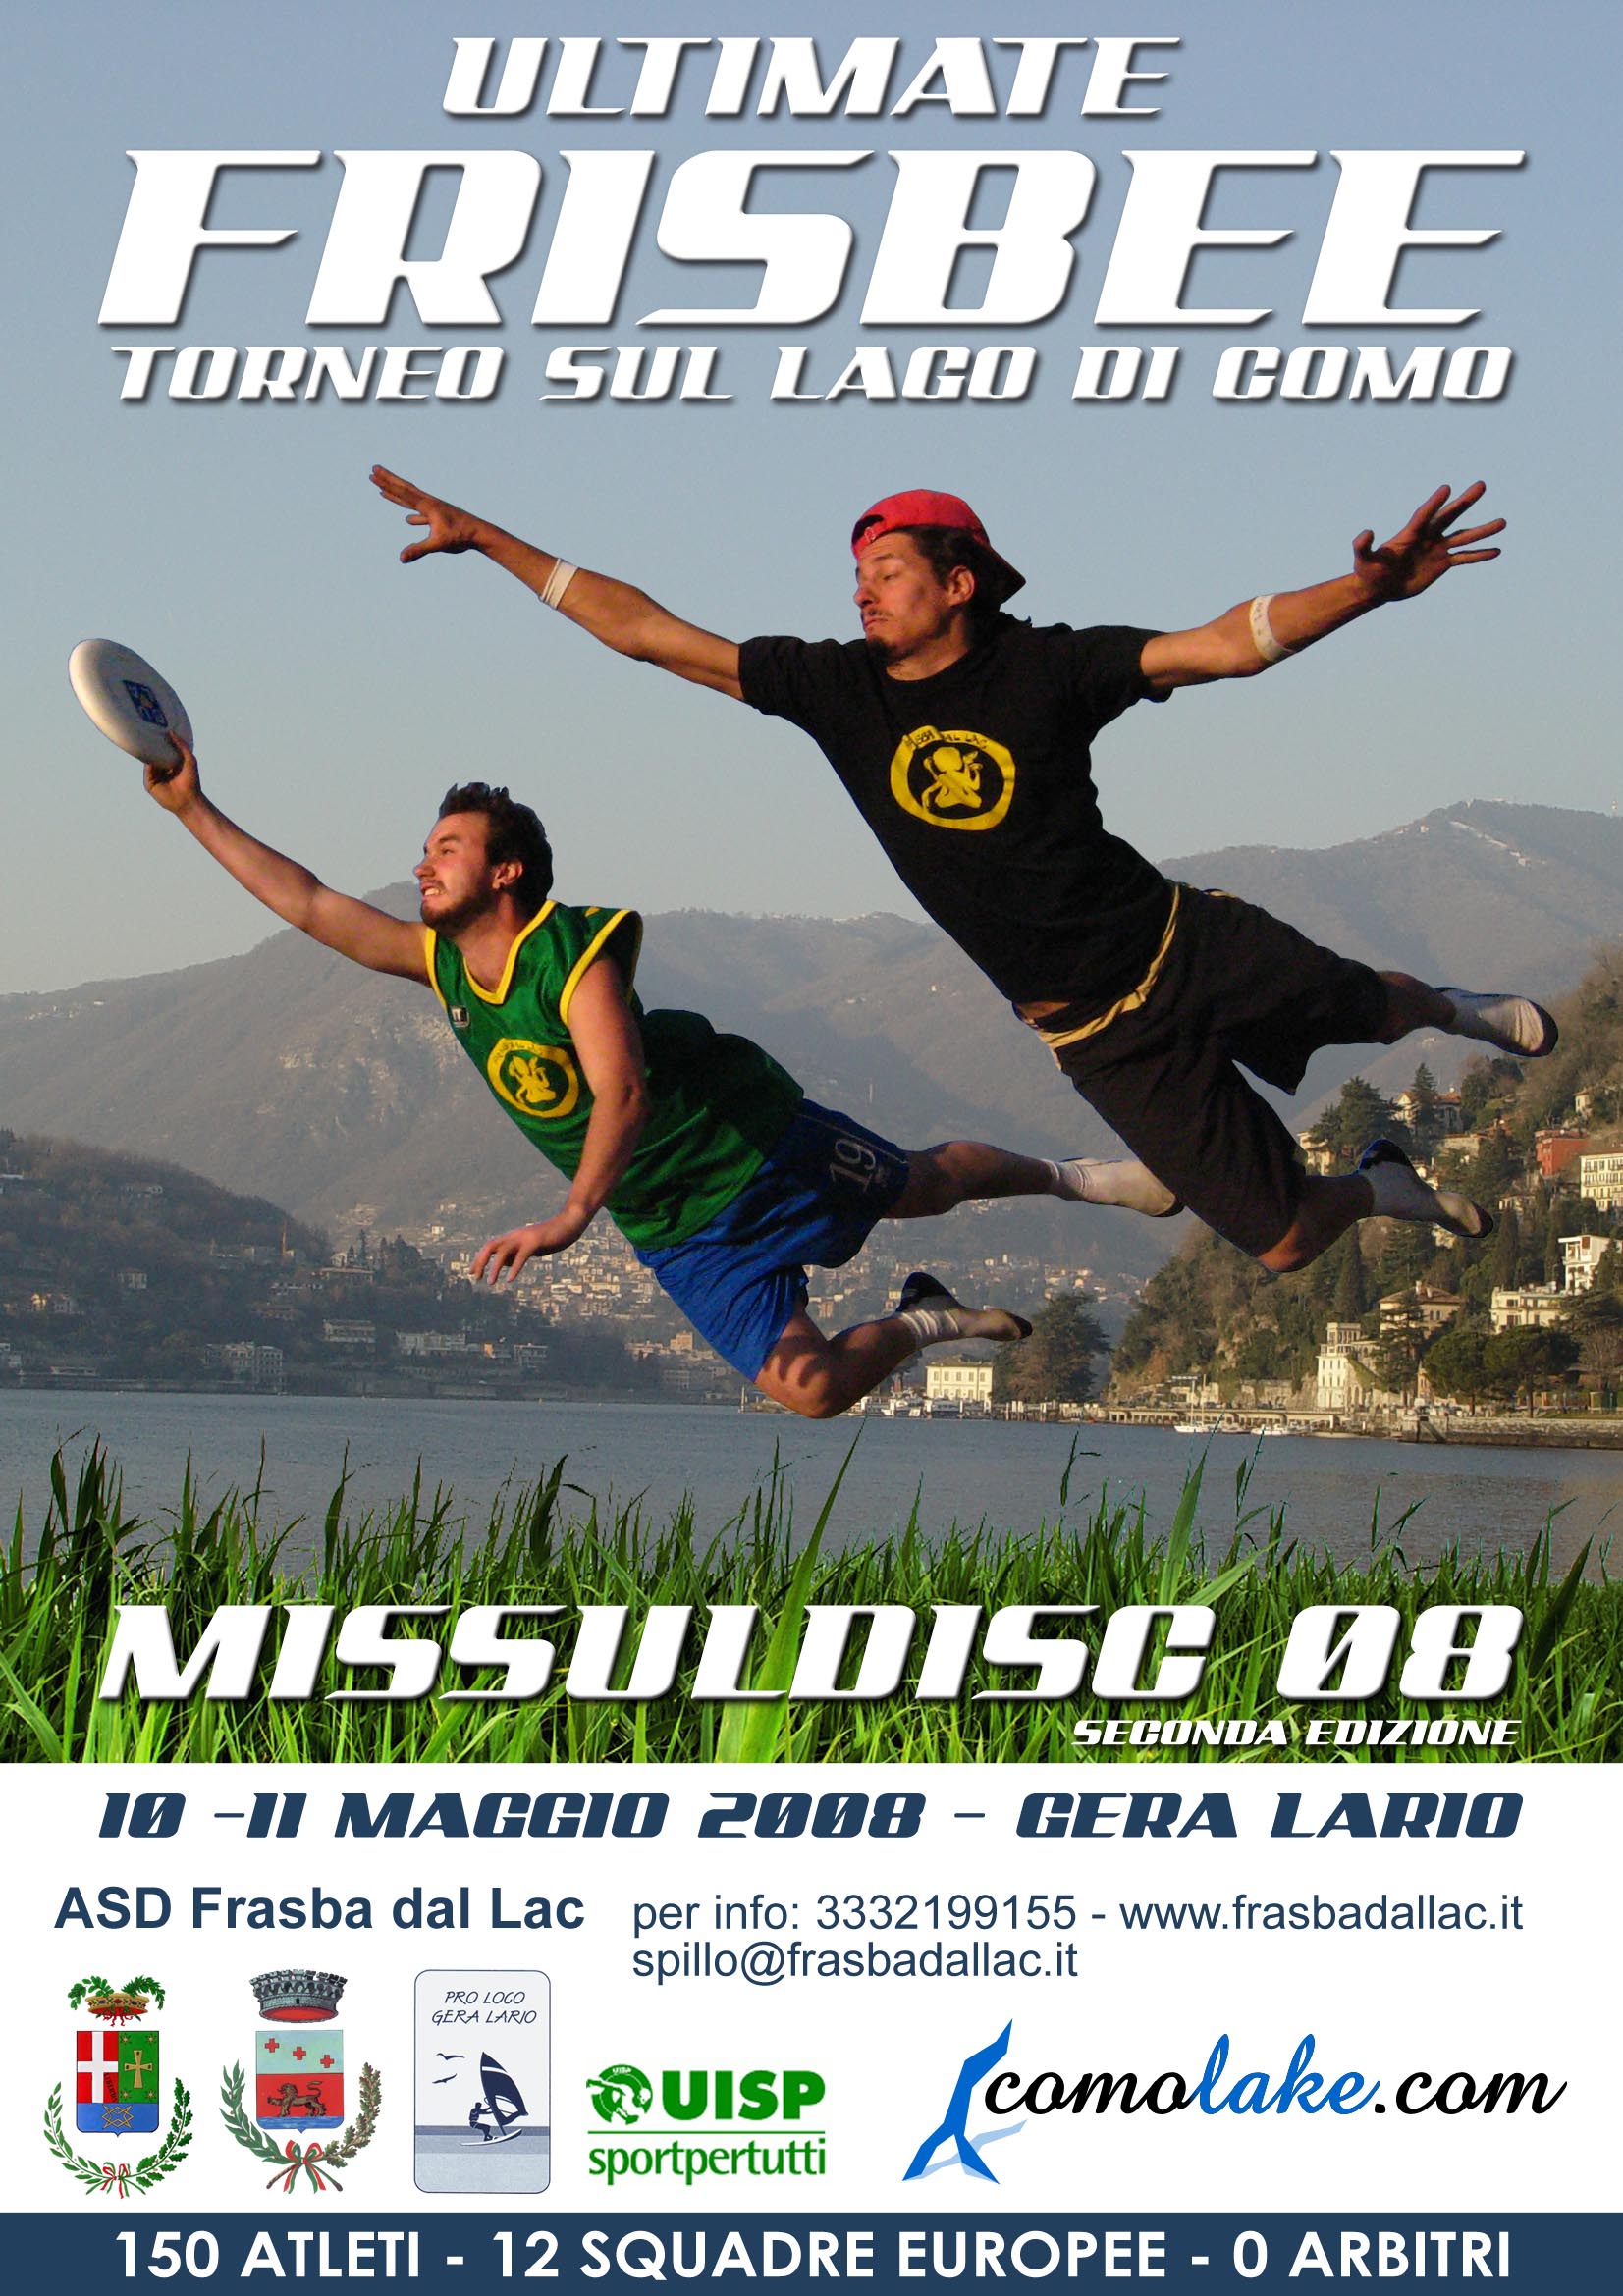 ULTIMATE
FRISBEE
TORNEO SUL LAGO DI COMO
19
MISSULDISC 08
SECONDA EDIZIONE
10 -11 MAGGIO 2008 - GERA LARIO
ASD Frasba dal Lac
per info: 3332199155 - www.frasbadallac.it
spillo@frasbadallac.it
PRO LOCO
GERA LARIO
UISP
sportpertutti
comolake.com
150 ATLETI - 12 SQUADRE EUROPEE - 0 ARBITRI